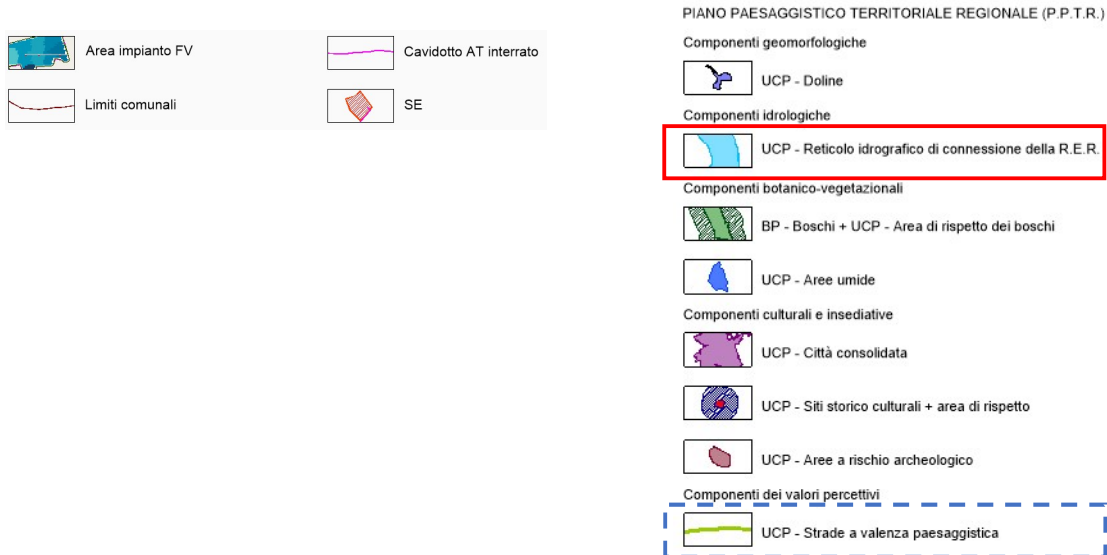 Area impianto FV
Cavidotto AT interrato
Limiti comunali
SE
PIANO PAESAGGISTICO TERRITORIALE REGIONALE (P.P.T.R.)
Componenti geomorfologiche
UCP - Doline
Componenti idrologiche
UCP - Reticolo idrografico di connessione della R.E.R.
Componenti botanico-vegetazionali
BP - Boschi + UCP - Area di rispetto dei boschi
UCP - Aree umide
Componenti culturali e insediative
UCP - Città consolidata
UCP - Siti storico culturali + area di rispetto
UCP - Aree a rischio archeologico
Componenti dei valori percettivi
UCP - Strade a valenza paesaggistica